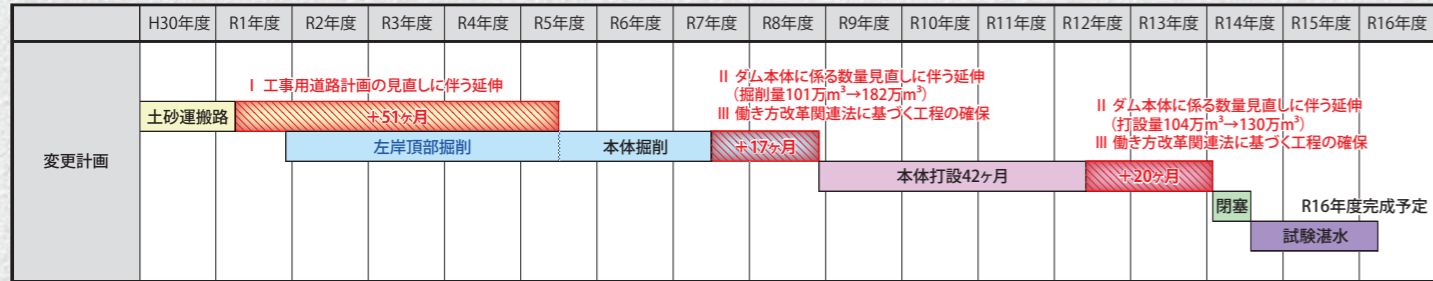 H30年度 R1年度 R2年度 R3年度 R4年度 R5年度 R6年度 R7年度 R8年度 R9年度 R10年度 R11年度 R12年度 R13年度 R14年度 R15年度 R16年度
変更計画
Ⅰ 工事用道路計画の見直しに伴う延伸
土砂運搬路
+51ヶ月
左岸頂部掘削
本体掘削
Ⅱ ダム本体に係る数量見直しに伴う延伸
（掘削量101万m³→182万m³）
Ⅲ 働き方改革関連法に基づく工程の確保
+17ヶ月
本体打設42ヶ月
Ⅱ ダム本体に係る数量見直しに伴う延伸
（打設量104万m³→130万m³）
Ⅲ 働き方改革関連法に基づく工程の確保
+20ヶ月
閉塞
R16年度完成予定
試験湛水